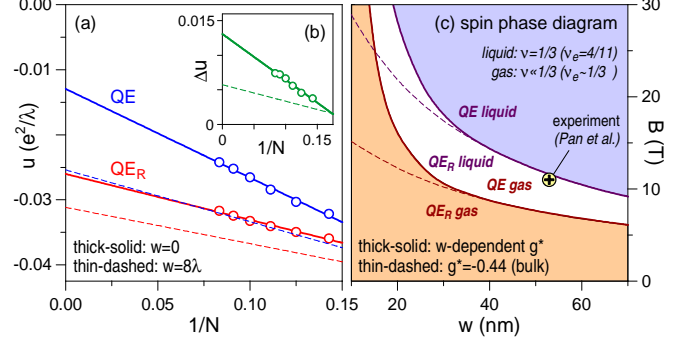 0.00
-0.01
-0.02
-0.03
-0.04
u (e²/λ)
(a)
QE
QE_R
thick-solid: w=0
thin-dashed: w=8λ
0.00
0.05
0.10
0.15
1/N
0.015
0
Δu
(b)
0
0.15
1/N
(c) spin phase diagram
liquid: ν=1/3 (νₑ=4/11)
gas: ν«1/3 (νₑ~1/3 )
QE liquid
experiment
(Pan et al.)
QE_R liquid
QE gas
QE_R gas
thick-solid: w-dependent g*
thin-dashed: g*=-0.44 (bulk)
20
40
60
w (nm)
30
20
10
0
B (T)